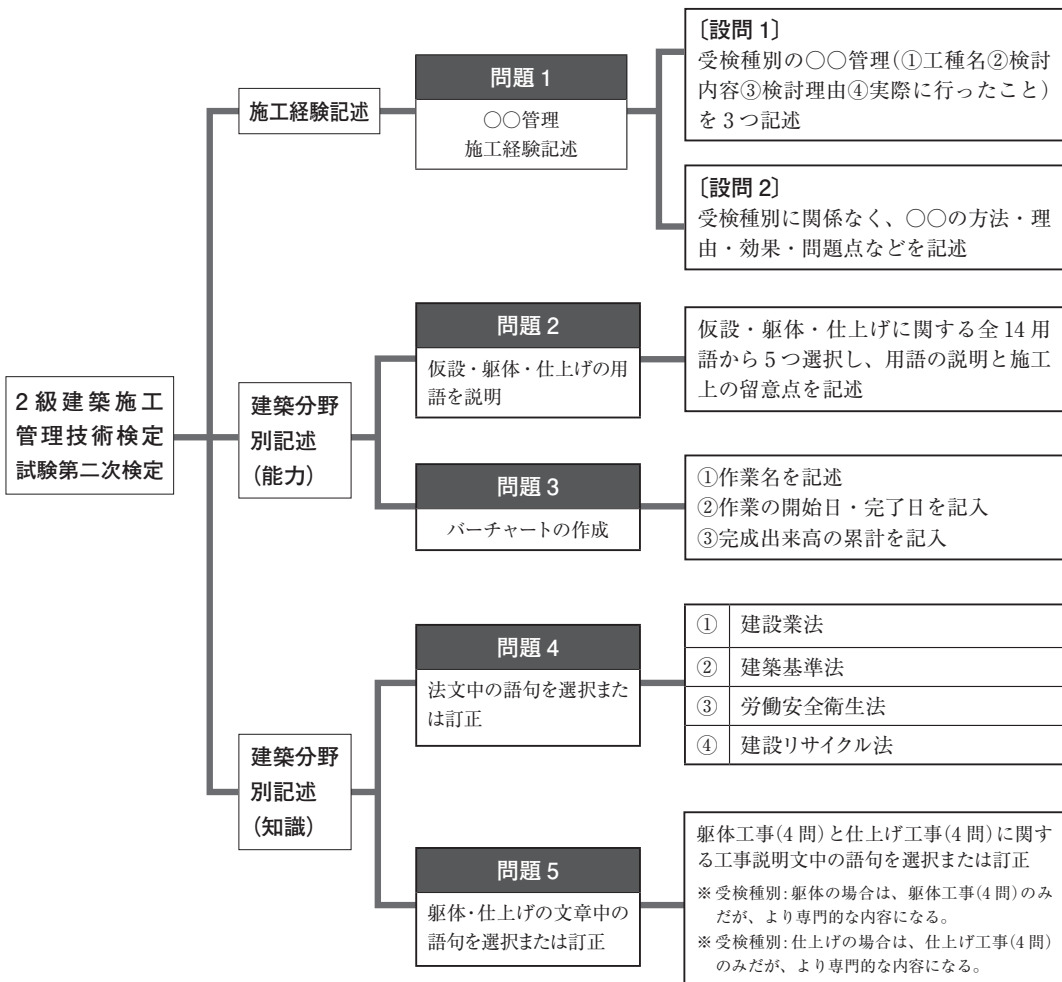 2級建築施工
管理技術検定
試験第二次検定
施工経験記述
問題1
○○管理
施工経験記述
〔設問1〕
受検種別の○○管理(①工種名②検討
内容③検討理由④実際に行ったこと)
を3つ記述
〔設問2〕
受検種別に関係なく、○○の方法・理
由・効果・問題点などを記述
建築分野
別記述
(能力)
問題2
仮設・躯体・仕上げの用
語を説明
仮設・躯体・仕上げに関する全14用
語から5つ選択し、用語の説明と施工
上の留意点を記述
問題3
バーチャートの作成
①作業名を記述
②作業の開始日・完了日を記入
③完成出来高の累計を記入
建築分野
別記述
(知識)
問題4
法文中の語句を選択また
は訂正
① 建設業法
② 建築基準法
③ 労働安全衛生法
④ 建設リサイクル法
問題5
躯体・仕上げの文章中の
語句を選択または訂正
躯体工事(4問)と仕上げ工事(4問)に関す
る工事説明文中の語句を選択または訂正
※受検種別:躯体の場合は、躯体工事(4問)のみ
だが、より専門的な内容になる。
※受検種別:仕上げの場合は、仕上げ工事(4問)
のみだが、より専門的な内容になる。